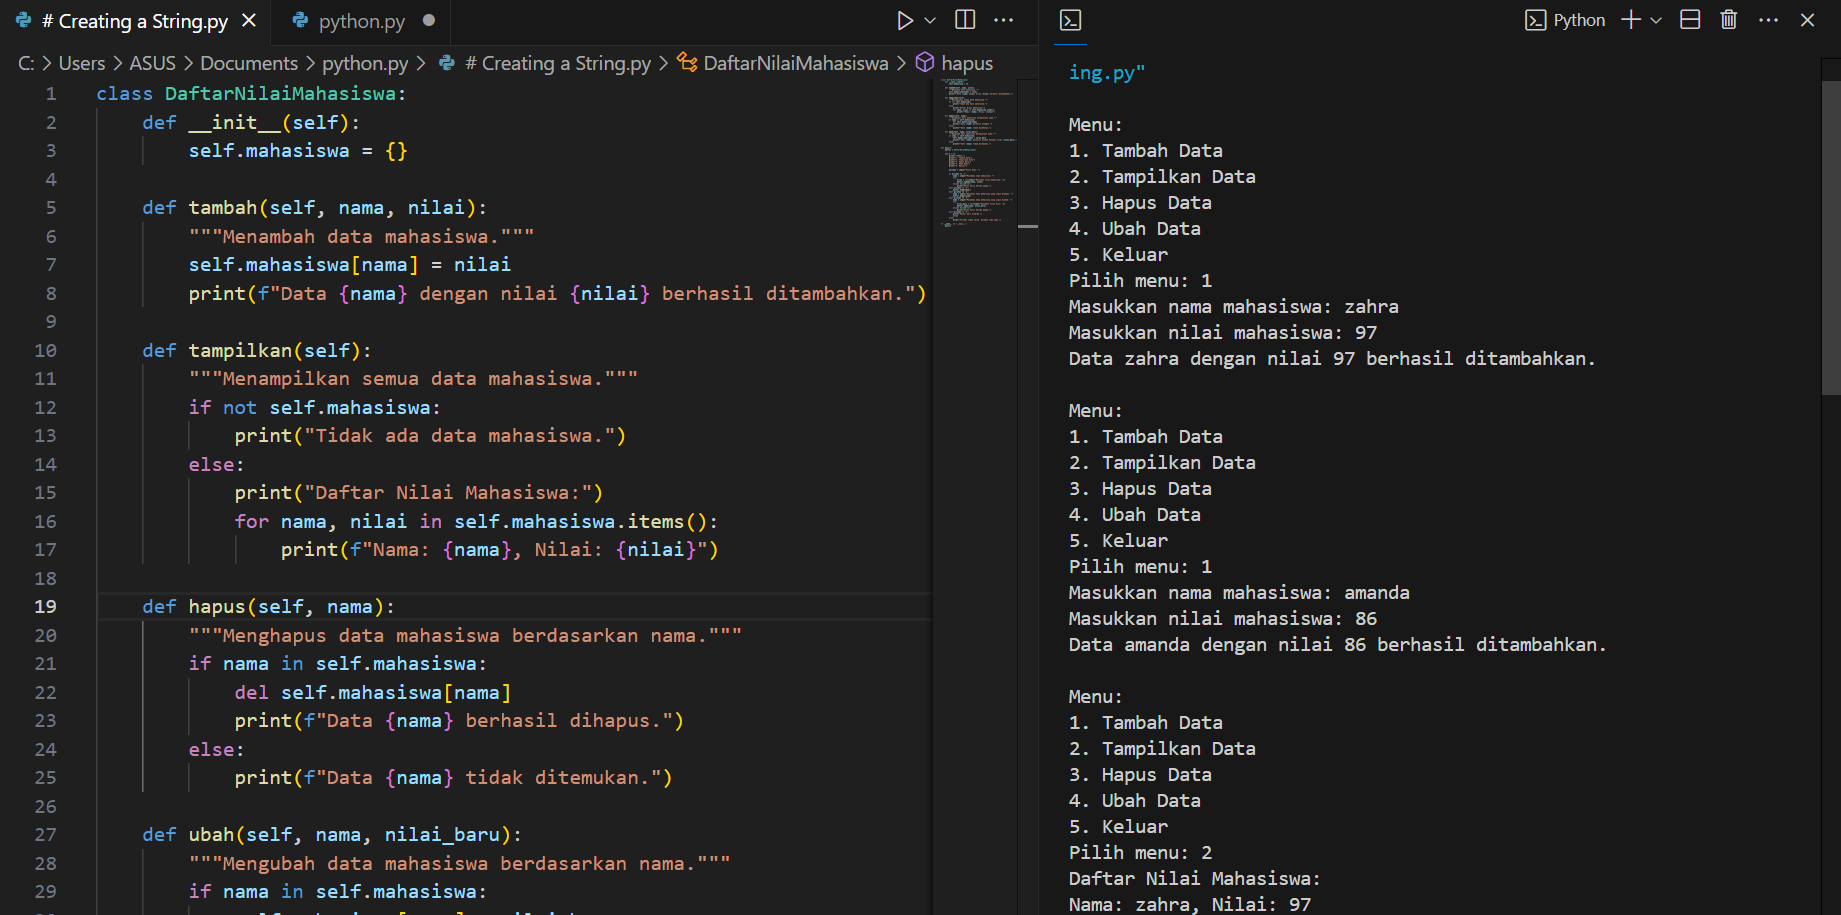 # Creating a String.py
python.py
Python
C: > Users > ASUS > Documents > python.py > # Creating a String.py > DaftarNilaiMahasiswa > hapus
1 class DaftarNilaiMahasiswa:
2     def __init__(self):
3         self.mahasiswa = {}
4
5     def tambah(self, nama, nilai):
6         """Menambah data mahasiswa."""
7         self.mahasiswa[nama] = nilai
8         print(f"Data {nama} dengan nilai {nilai} berhasil ditambahkan.")
9
10     def tampilkan(self):
11         """Menampilkan semua data mahasiswa."""
12         if not self.mahasiswa:
13             print("Tidak ada data mahasiswa.")
14         else:
15             print("Daftar Nilai Mahasiswa:")
16             for nama, nilai in self.mahasiswa.items():
17                 print(f"Nama: {nama}, Nilai: {nilai}")
18
19     def hapus(self, nama):
20         """Menghapus data mahasiswa berdasarkan nama."""
21         if nama in self.mahasiswa:
22             del self.mahasiswa[nama]
23             print(f"Data {nama} berhasil dihapus.")
24         else:
25             print(f"Data {nama} tidak ditemukan.")
26
27     def ubah(self, nama, nilai_baru):
28         """Mengubah data mahasiswa berdasarkan nama."""
29         if nama in self.mahasiswa:
ing.py"
Menu:
1. Tambah Data
2. Tampilkan Data
3. Hapus Data
4. Ubah Data
5. Keluar
Pilih menu: 1
Masukkan nama mahasiswa: zahra
Masukkan nilai mahasiswa: 97
Data zahra dengan nilai 97 berhasil ditambahkan.
Menu:
1. Tambah Data
2. Tampilkan Data
3. Hapus Data
4. Ubah Data
5. Keluar
Pilih menu: 1
Masukkan nama mahasiswa: amanda
Masukkan nilai mahasiswa: 86
Data amanda dengan nilai 86 berhasil ditambahkan.
Menu:
1. Tambah Data
2. Tampilkan Data
3. Hapus Data
4. Ubah Data
5. Keluar
Pilih menu: 2
Daftar Nilai Mahasiswa:
Nama: zahra, Nilai: 97